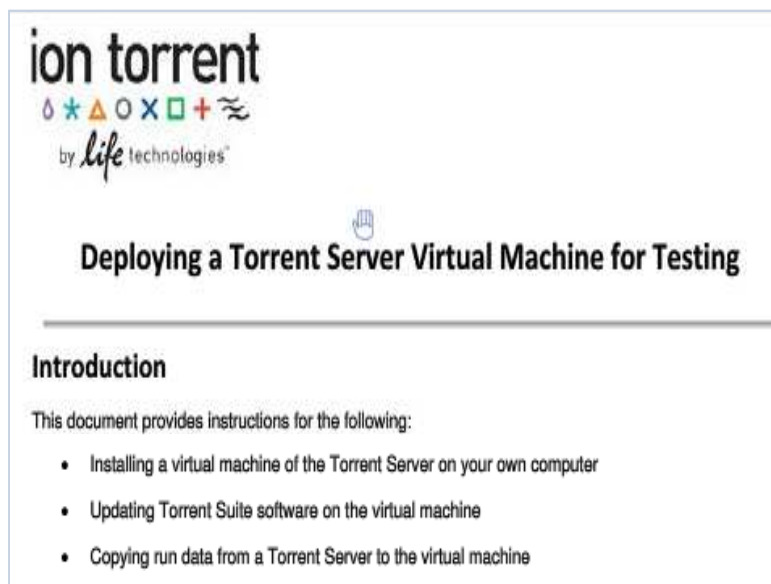 ion torrent
by life technologies™
Deploying a Torrent Server Virtual Machine for Testing
Introduction
This document provides instructions for the following:
• Installing a virtual machine of the Torrent Server on your own computer
• Updating Torrent Suite software on the virtual machine
• Copying run data from a Torrent Server to the virtual machine